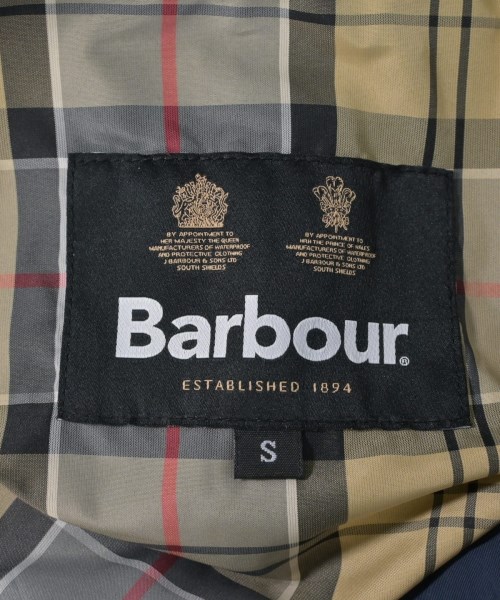 BY APPOINTMENT TO
HER MAJESTY THE QUEEN
MANUFACTURERS OF WATERPROOF
AND PROTECTIVE CLOTHING
J BARBOUR & SONS LTD
SOUTH SHIELDS
BY APPOINTMENT TO
HRH THE PRINCE OF WALES
MANUFACTURERS OF WATERPROOF
AND PROTECTIVE CLOTHING
J BARBOUR & SONS LTD
SOUTH SHIELDS
Barbour®
ESTABLISHED 1894
S